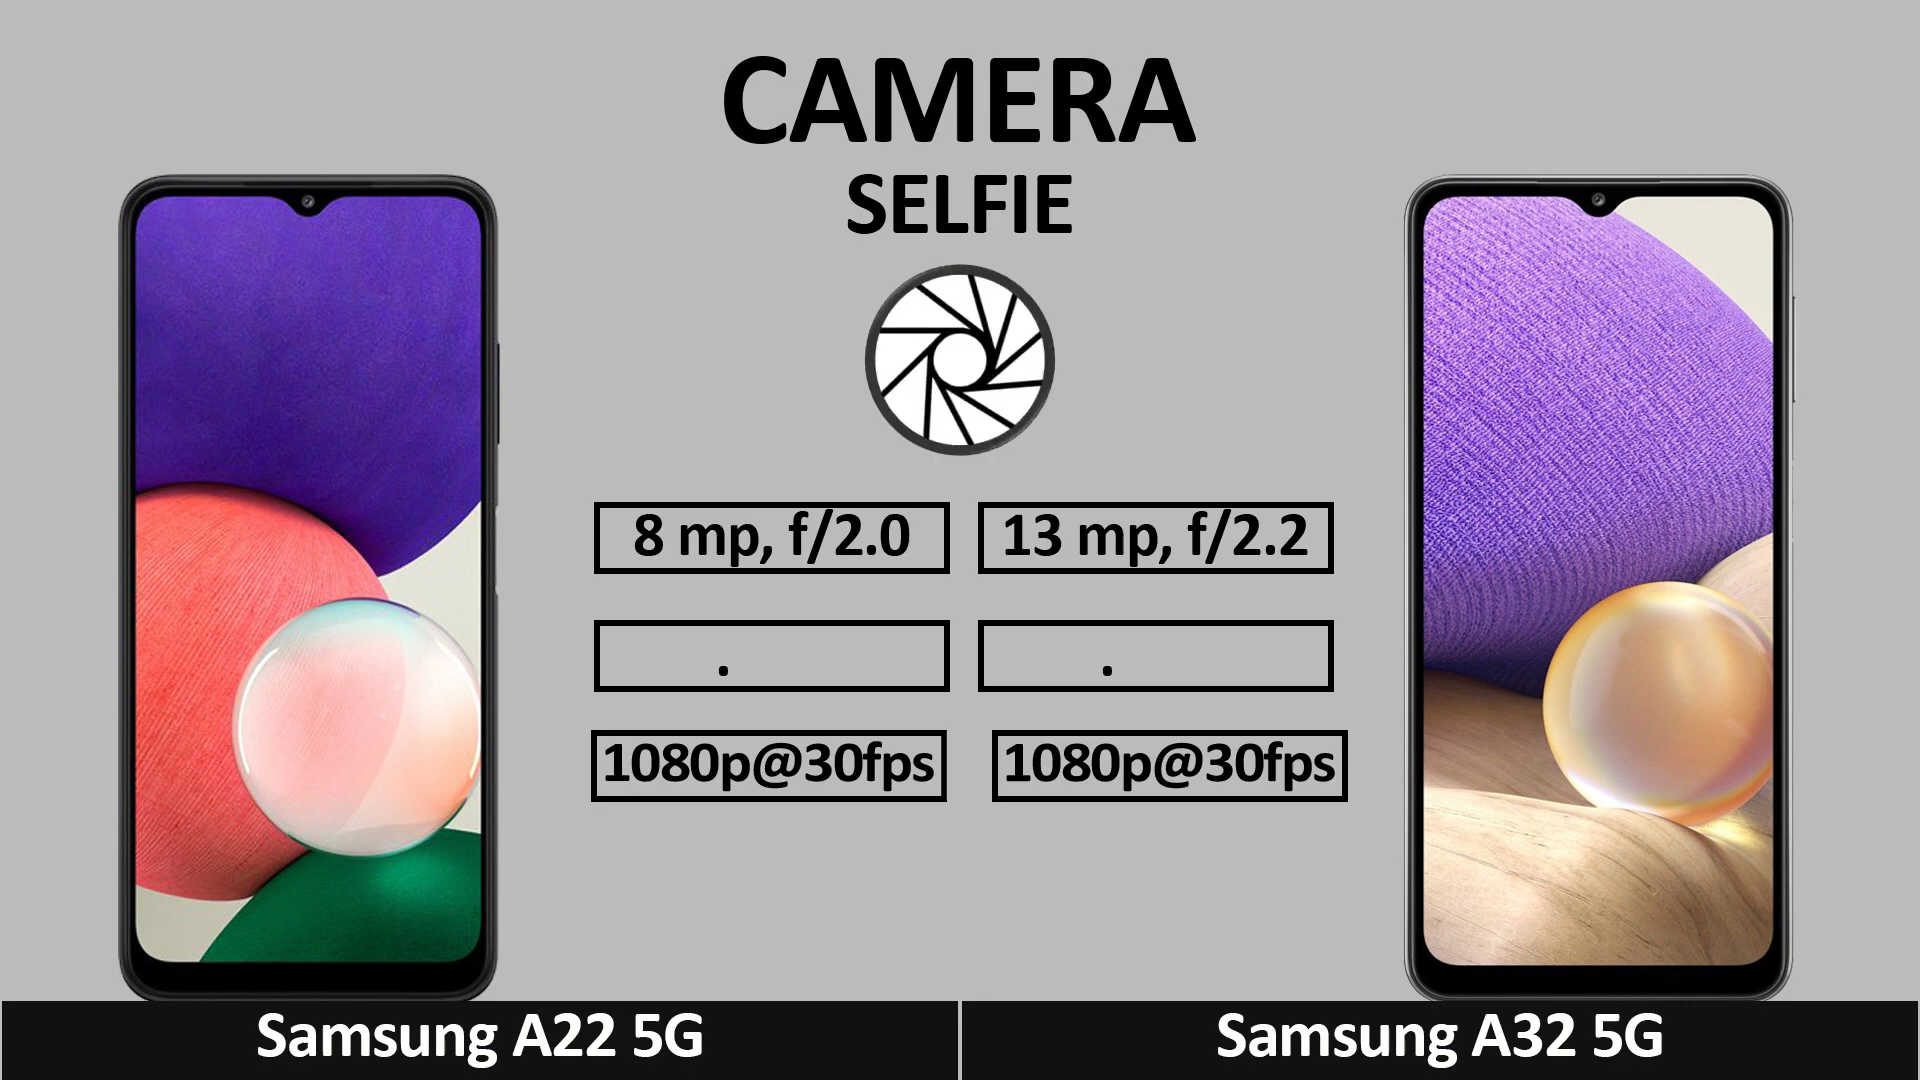 CAMERA
SELFIE
8 mp, f/2.0
13 mp, f/2.2
.
.
1080p@30fps
1080p@30fps
Samsung A22 5G
Samsung A32 5G